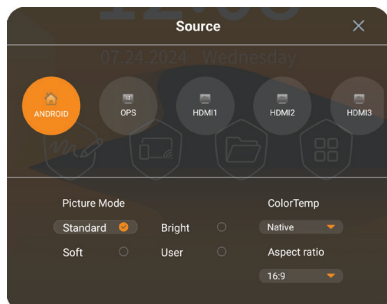 Source
07-24-2024 Wednesday
ANDROID
OPS
HDMI1
HDMI2
HDMI3
Picture Mode
ColorTemp
Standard
Bright
Native
Soft
User
Aspect ratio
16:9